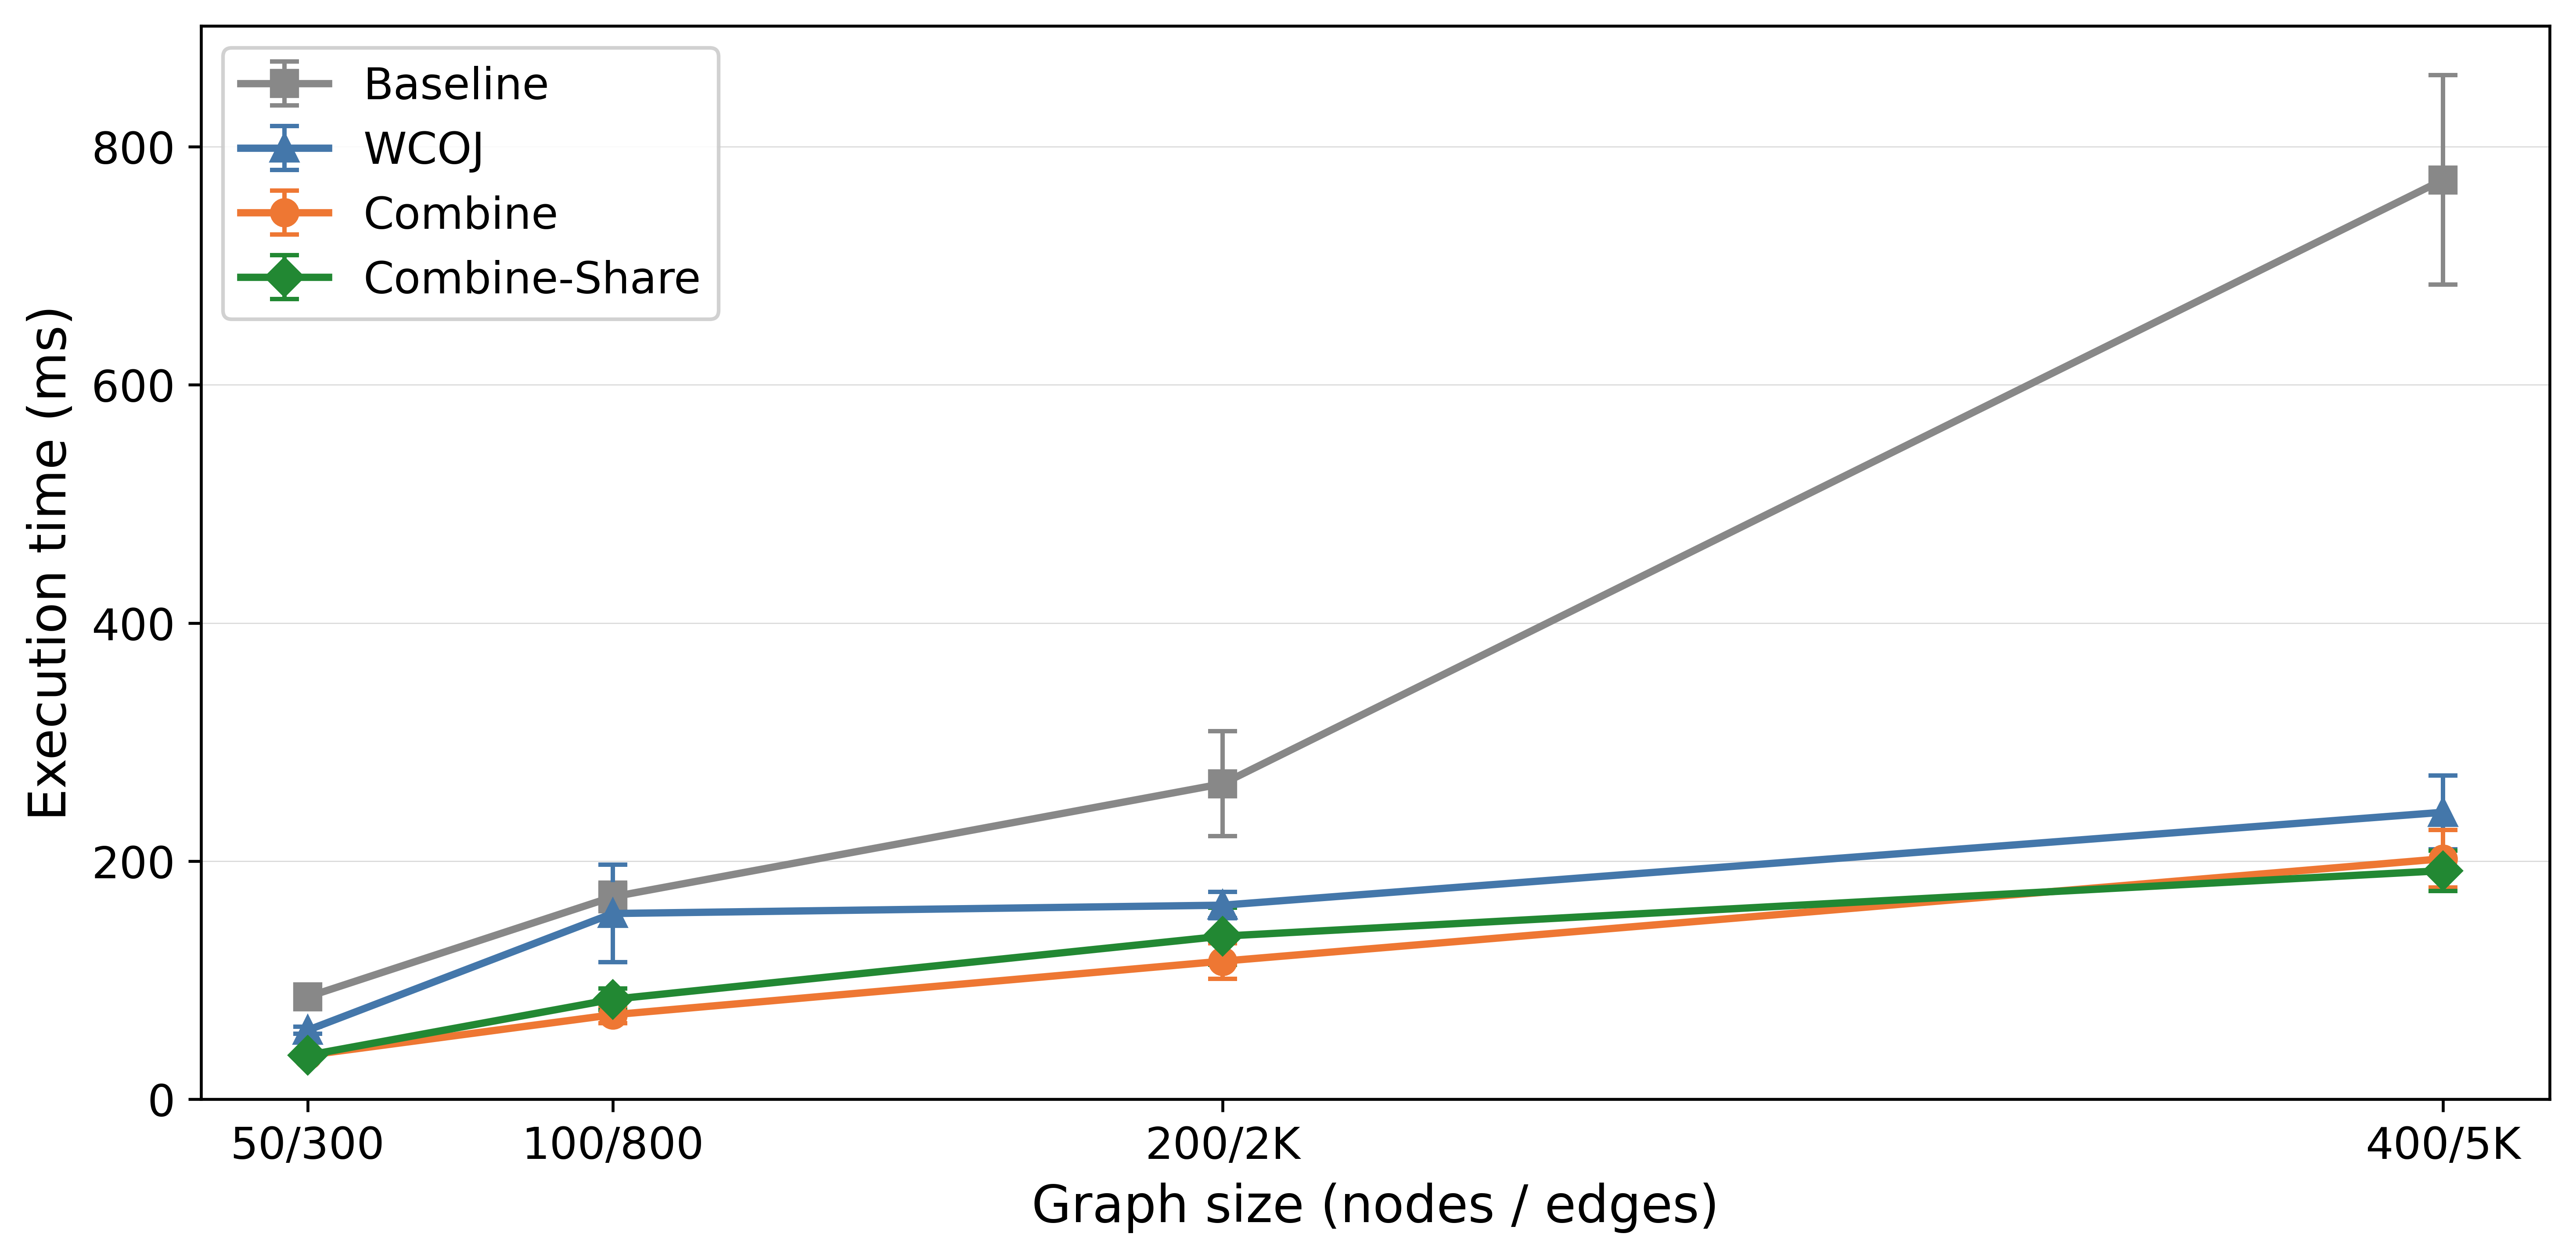 Baseline
WCOJ
Combine
Combine-Share
Execution time (ms)
800
600
400
200
0
50/300
100/800
200/2K
400/5K
Graph size (nodes / edges)